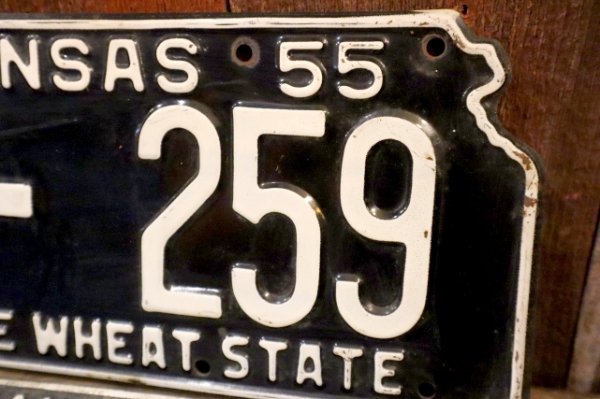 NSAS 55
- 259
E WHEAT STATE